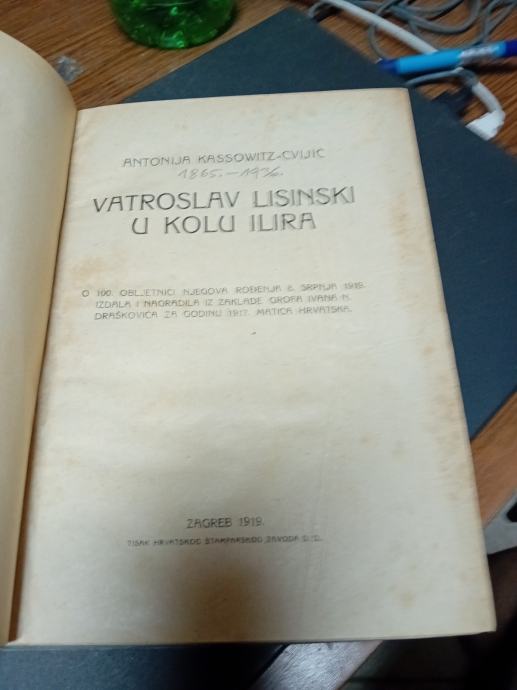 ANTONIJA KASSOWITZ-CVIJIĆ
1865.-1936.
VATROSLAV LISINSKI
U KOLU ILIRA
O 100. OBLJETNICI NJEGOVA ROĐENJA 8. SRPNJA 1919.
IZDALA I NAGRADILA IZ ZAKLADE GROFA IVANA N.
DRAŠKOVIĆA ZA GODINU 1917. MATICA HRVATSKA.
ZAGREB 1919.
TISAK HRVATSKOG ŠTAMPARSKOG ZAVODA D. D.